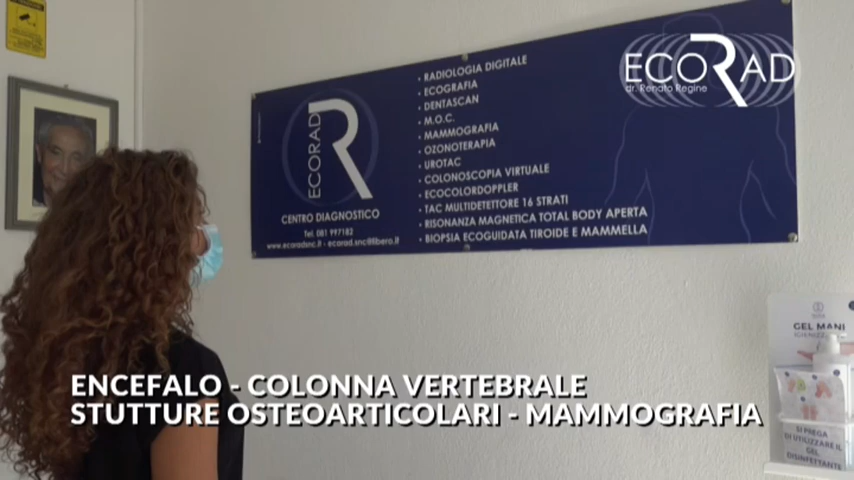 ECORAD
dr. Renato Regine
ECORAD
CENTRO DIAGNOSTICO
Tel. 081 997182
www.ecoradsnc.it - ecorad.snc@libero.it
• RADIOLOGIA DIGITALE
• ECOGRAFIA
• DENTASCAN
• M.O.C.
• MAMMOGRAFIA
• OZONOTERAPIA
• UROTAC
• COLONOSCOPIA VIRTUALE
• ECOCOLORDOPPLER
• TAC MULTIDETETTORE 16 STRATI
• RISONANZA MAGNETICA TOTAL BODY APERTA
• BIOPSIA ECOGUIDATA TIROIDE E MAMMELLA
GEL MANI
SI PREGA
DI UTILIZZARE IL
GEL
DISINFETTANTE
ENCEFALO - COLONNA VERTEBRALE
STUTTURE OSTEOARTICOLARI - MAMMOGRAFIA